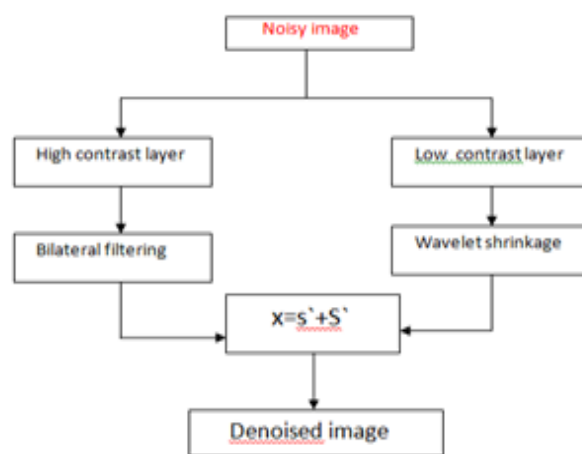 Noisy image
High contrast layer
Low contrast layer
Bilateral filtering
Wavelet shrinkage
x=s`+S`
Denoised image